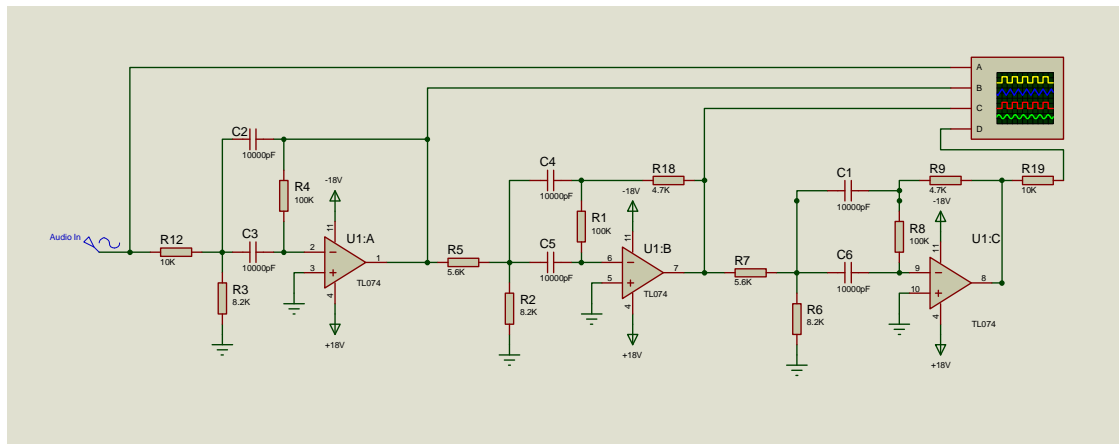 A
B
C
D
C2
10000pF
R4
100K
-18V
11
C3
10000pF
Audio In
R12
10K
R3
8.2K
2
3
1
4
U1:A
TL074
+18V
R5
5.6K
C4
10000pF
R18
4.7K
R1
100K
-18V
11
C5
10000pF
R2
8.2K
6
5
7
4
U1:B
TL074
+18V
R7
5.6K
C1
10000pF
R9
4.7K
R19
10K
-18V
R8
100K
11
C6
10000pF
R6
8.2K
9
10
8
4
U1:C
TL074
+18V